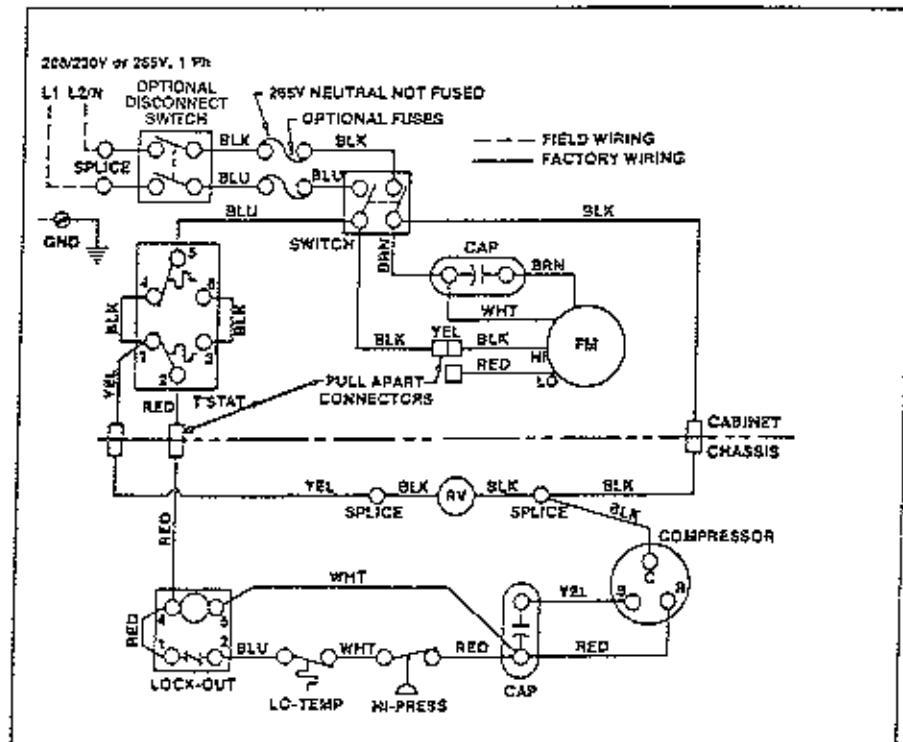 208/230V or 265V, 1 PH
L1 L2/N
OPTIONAL
DISCONNECT
SWITCH
265V NEUTRAL NOT FUSED
OPTIONAL FUSES
BLK
BLK
FIELD WIRING
FACTORY WIRING
SPLICE
BLU
BLU
BLU
BLK
GND
SWITCH
BRN
CAP
BRN
WHT
5
4
6
BLK
BLK
1
3
2
BLK
YEL
BLK
FM
HI
RED
LO
YEL
RED
T'STAT
PULL APART
CONNECTORS
CABINET
CHASSIS
YEL
BLK
RV
BLK
BLK
SPLICE
SPLICE
BLK
RED
COMPRESSOR
C
S
R
WHT
YEL
4
5
RED
1
2
BLU
WHT
RED
RED
LOCK-OUT
LO-TEMP
HI-PRESS
CAP